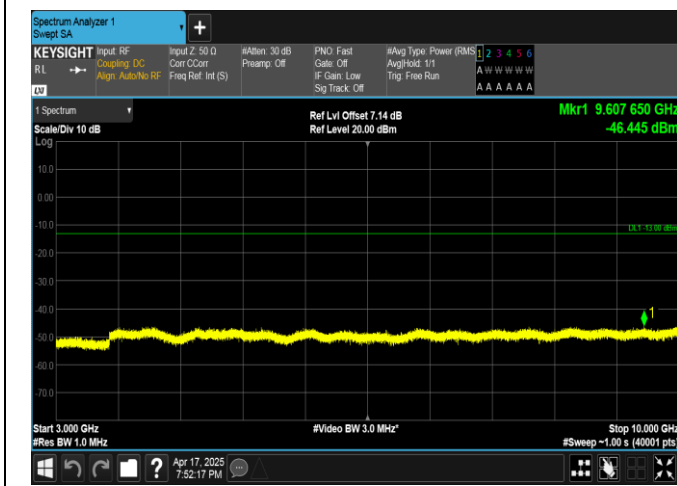 Spectrum Analyzer 1
Swept SA
+
KEYSIGHT Input: RF Input Z: 50 Ω #Atten: 30 dB PNO: Fast #Avg Type: Power (RMS 1 2 3 4 5 6
RL Coupling: DC Corr CCorr Preamp: Off Gate: Off Avg|Hold: 1/1 A W W W W W
Align: Auto/No RF Freq Ref: Int (S) IF Gain: Low Trig: Free Run
Sig Track: Off A A A A A A
LXI
1 Spectrum Ref Lvl Offset 7.14 dB Mkr1 9.607 650 GHz
Scale/Div 10 dB Ref Level 20.00 dBm -46.445 dBm
Log
10.0
0.00
-10.0
DL1 -13.00 dBm
-20.0
-30.0
-40.0
1
-50.0
-60.0
-70.0
Start 3.000 GHz #Video BW 3.0 MHz* Stop 10.000 GHz
#Res BW 1.0 MHz #Sweep ~1.00 s (40001 pts)
? Apr 17, 2025
7:52:17 PM